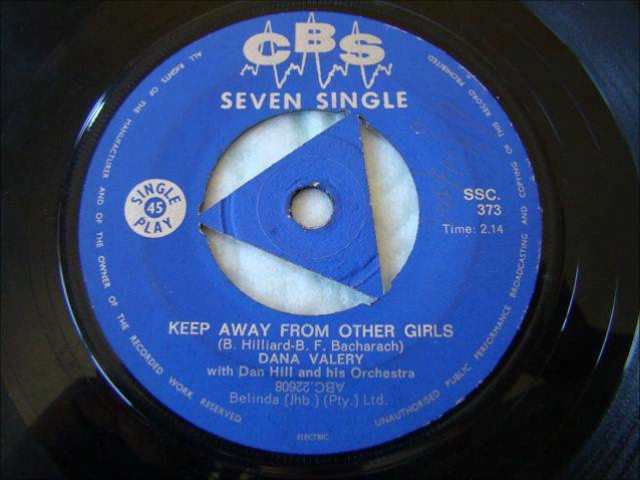 CBS
SEVEN SINGLE
SINGLE
45
PLAY
SSC.
373
Time: 2.14
KEEP AWAY FROM OTHER GIRLS
(B. Hilliard-B. F. Bacharach)
DANA VALERY
with Dan Hill and his Orchestra
ABC.22608
Belinda (Jhb.) (Pty.) Ltd.
ELECTRIC
ALL RIGHTS OF THE MANUFACTURER AND OF THE OWNER OF THE RECORDED WORK RESERVED.
UNAUTHORISED PUBLIC PERFORMANCE BROADCASTING AND COPYING OF THIS RECORD PROHIBITED